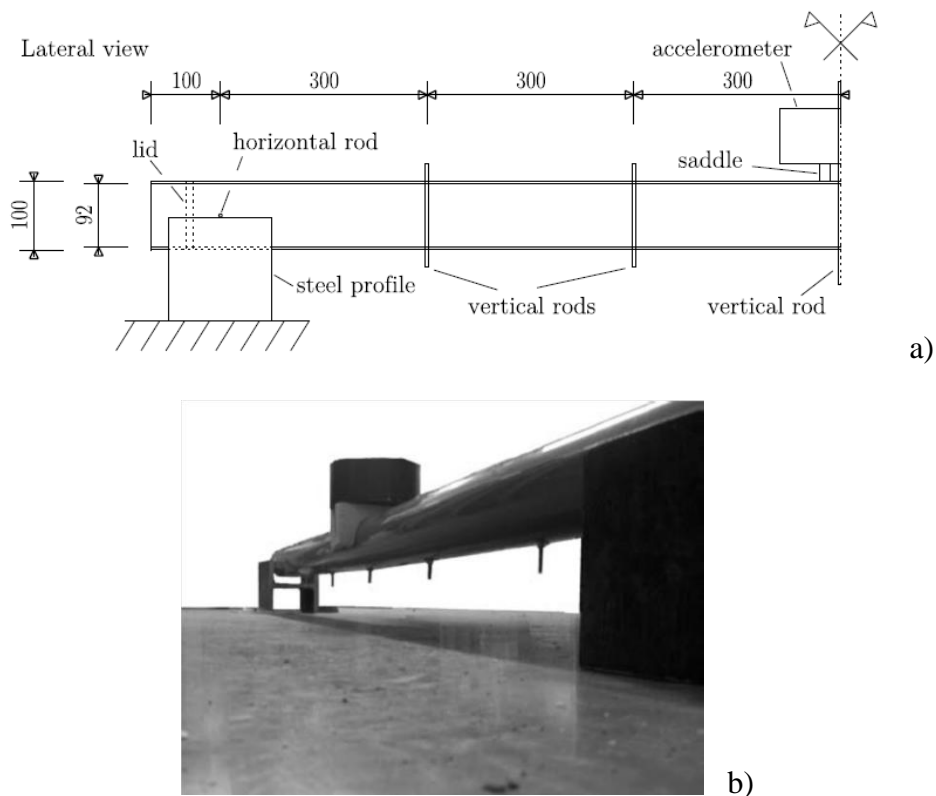 Lateral view
accelerometer
100
300
300
300
lid
horizontal rod
saddle
100
92
steel profile
vertical rods
vertical rod
a)
b)